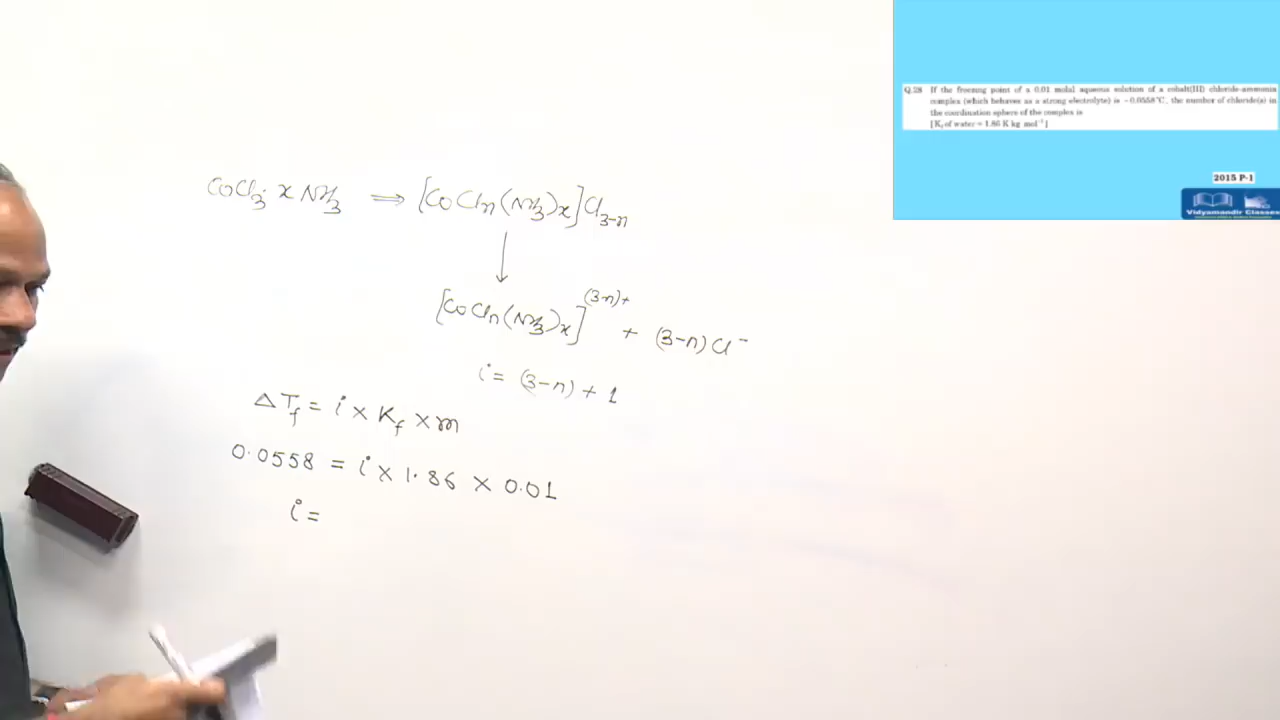 Q.28 If the freezing point of a 0.01 molal aqueous solution of a cobalt(III) chloride-ammonia
complex (which behaves as a strong electrolyte) is −0.0558°C, the number of chloride(s) in
the coordination sphere of the complex is
[Kf of water = 1.86 K kg mol⁻¹]
2015 P-1
Vidyamandir Classes
CoCl₃·xNH₃ ⟹ [CoCln(NH₃)x]Cl₃₋n
↓
[CoCln(NH₃)x]⁽³⁻ⁿ⁾⁺ + (3-n)Cl⁻
i = (3-n) + 1
ΔTf = i × Kf × m
0.0558 = i × 1.86 × 0.01
i =